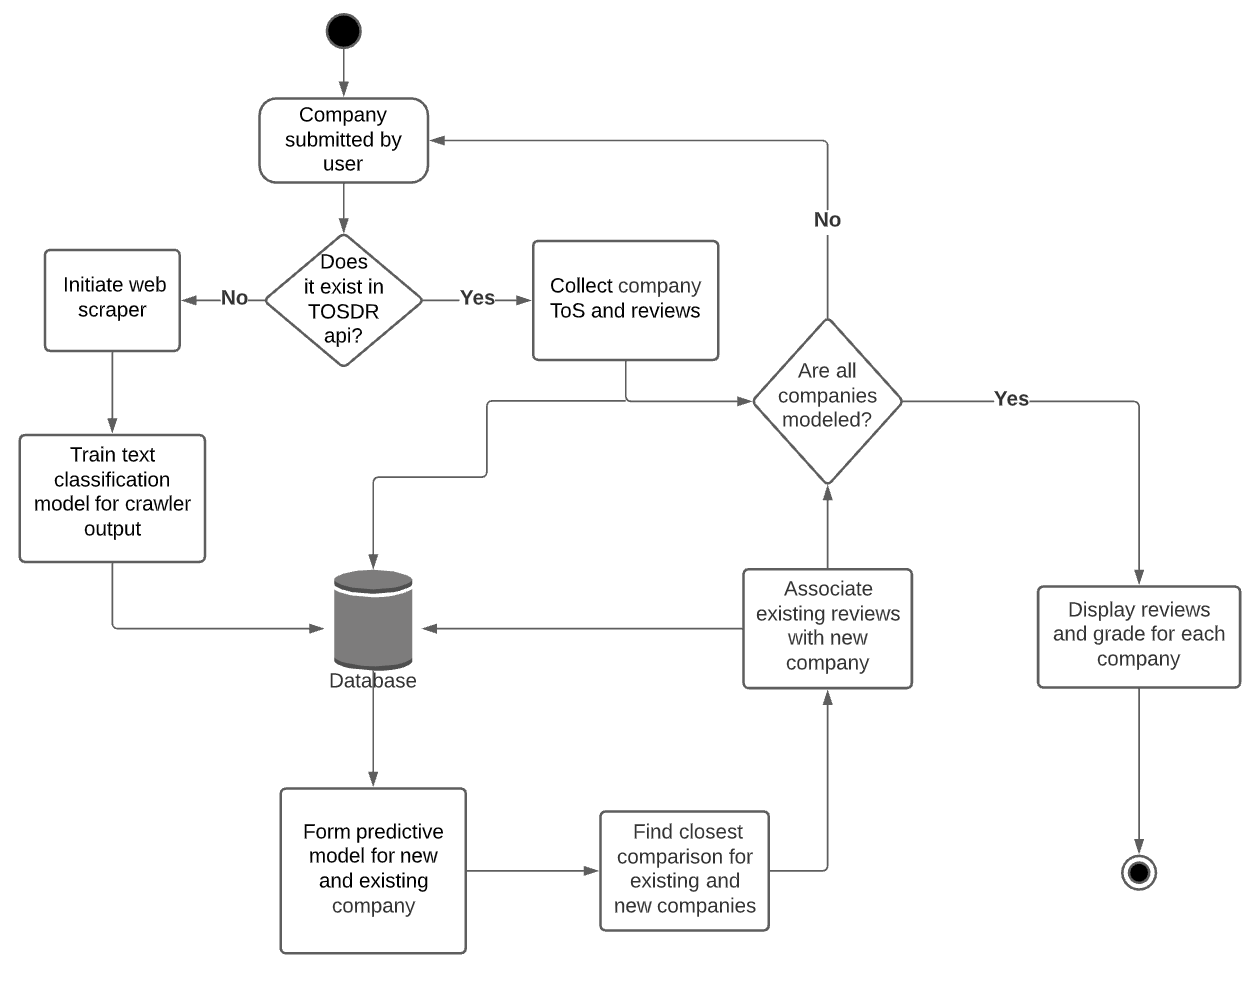 Company
submitted by
user
No
Does
it exist in
TOSDR
api?
No
Yes
Initiate web
scraper
Collect company
ToS and reviews
Are all
companies
modeled?
Yes
Train text
classification
model for crawler
output
Associate
existing reviews
with new
company
Display reviews
and grade for each
company
Database
Form predictive
model for new
and existing
company
Find closest
comparison for
existing and
new companies